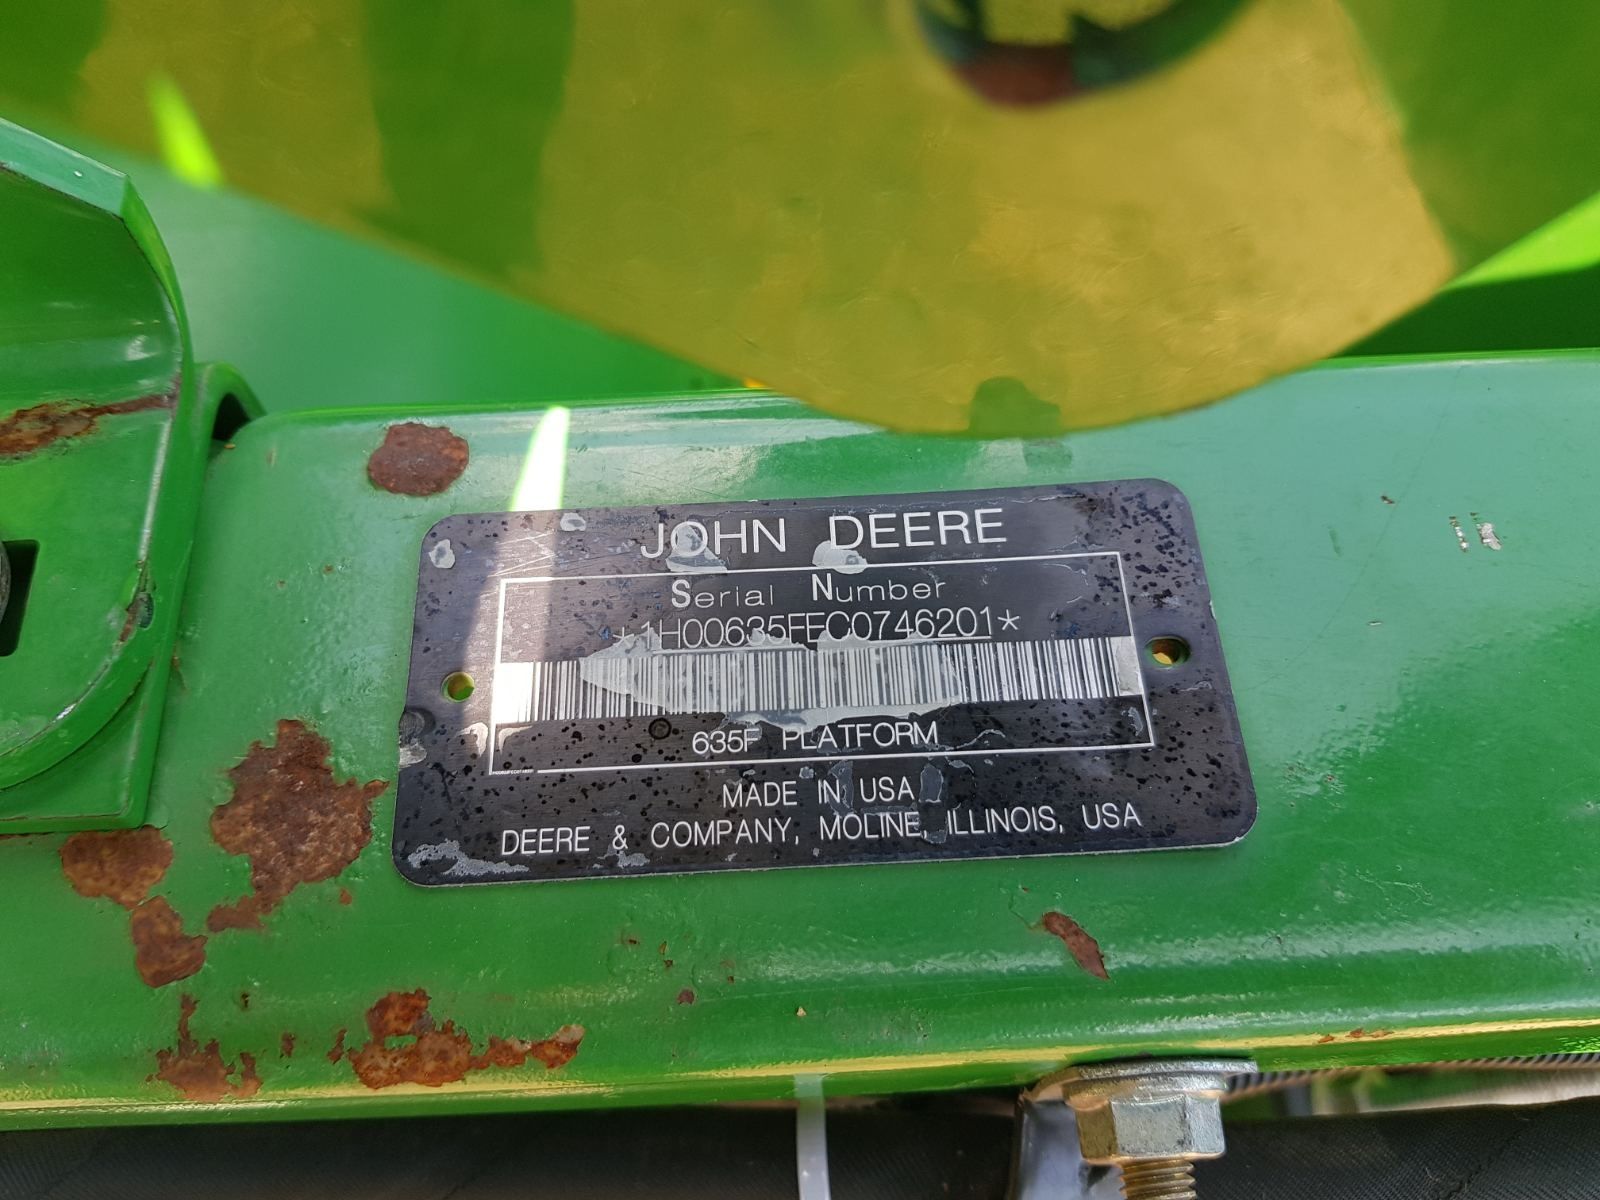 JOHN DEERE
Serial Number
*1H00635FEC0746201*
635F PLATFORM
MADE IN USA
DEERE & COMPANY, MOLINE, ILLINOIS, USA